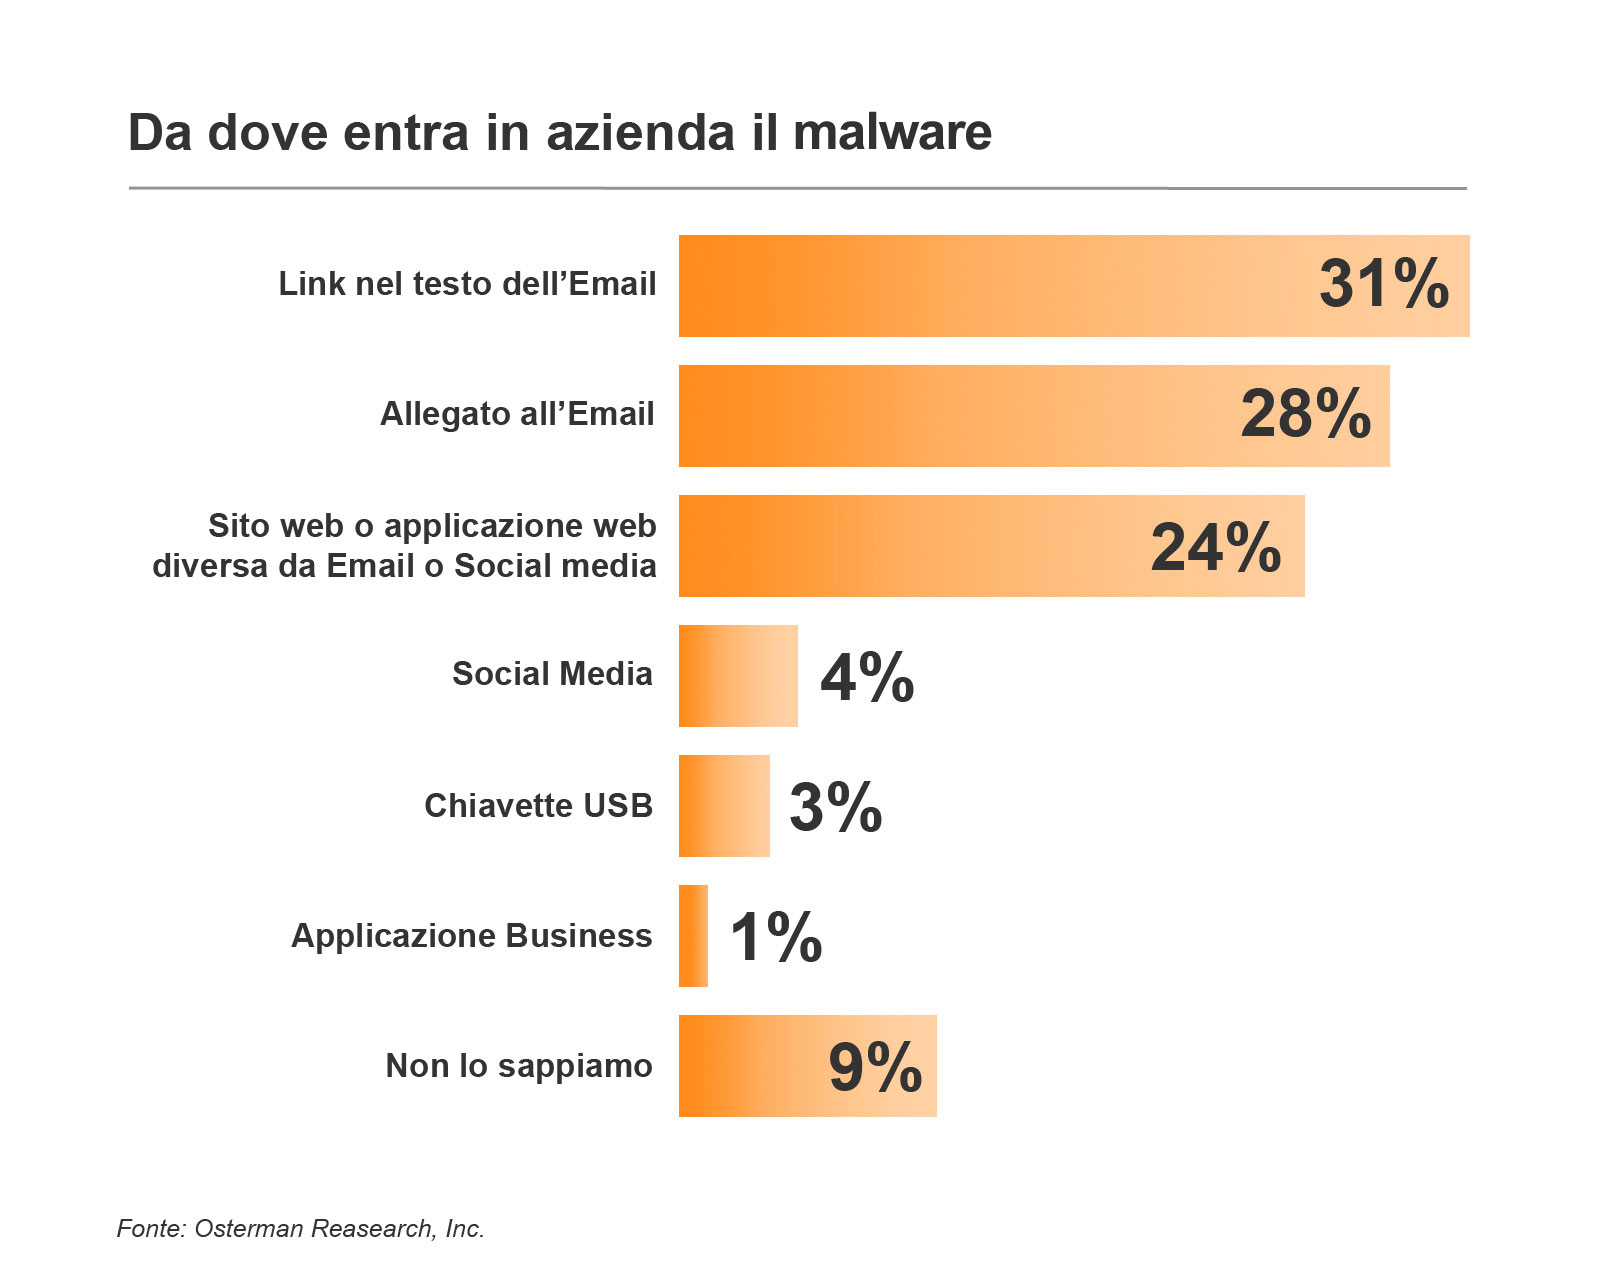 Da dove entra in azienda il malware
Link nel testo dell’Email
31%
Allegato all’Email
28%
Sito web o applicazione web
diversa da Email o Social media
24%
Social Media
4%
Chiavette USB
3%
Applicazione Business
1%
Non lo sappiamo
9%
Fonte: Osterman Reasearch, Inc.